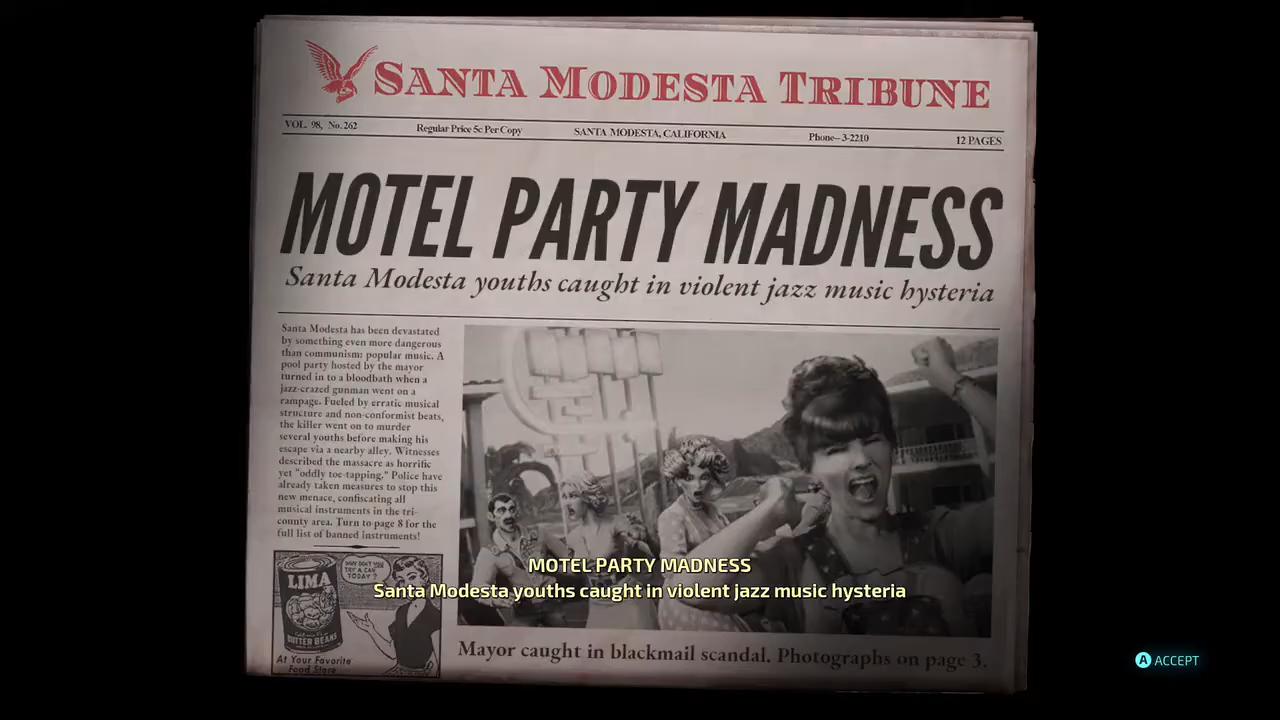 SANTA MODESTA TRIBUNE
VOL. 98, No. 262
Regular Price 5c Per Copy
SANTA MODESTA, CALIFORNIA
Phone–3-2210
12 PAGES
MOTEL PARTY MADNESS
Santa Modesta youths caught in violent jazz music hysteria
Santa Modesta has been devastated
by something even more dangerous
than communism: popular music. A
pool party hosted by the mayor
turned in to a bloodbath when a
jazz-crazed gunman went on a
rampage. Fueled by erratic musical
structure and non-conformist beats,
the killer went on to murder
several youths before making his
escape via a nearby alley. Witnesses
described the massacre as horrific
yet "oddly toe-tapping." Police have
already taken measures to stop this
new menace, confiscating all
musical instruments in the tri-
county area. Turn to page 8 for the
full list of banned instruments!
LIMA
BUTTER BEANS
WHY DON'T YOU
TRY A CAN
TODAY?
At Your Favorite
Food Store
MOTEL PARTY MADNESS
Santa Modesta youths caught in violent jazz music hysteria
Mayor caught in blackmail scandal. Photographs on page 3.
A ACCEPT